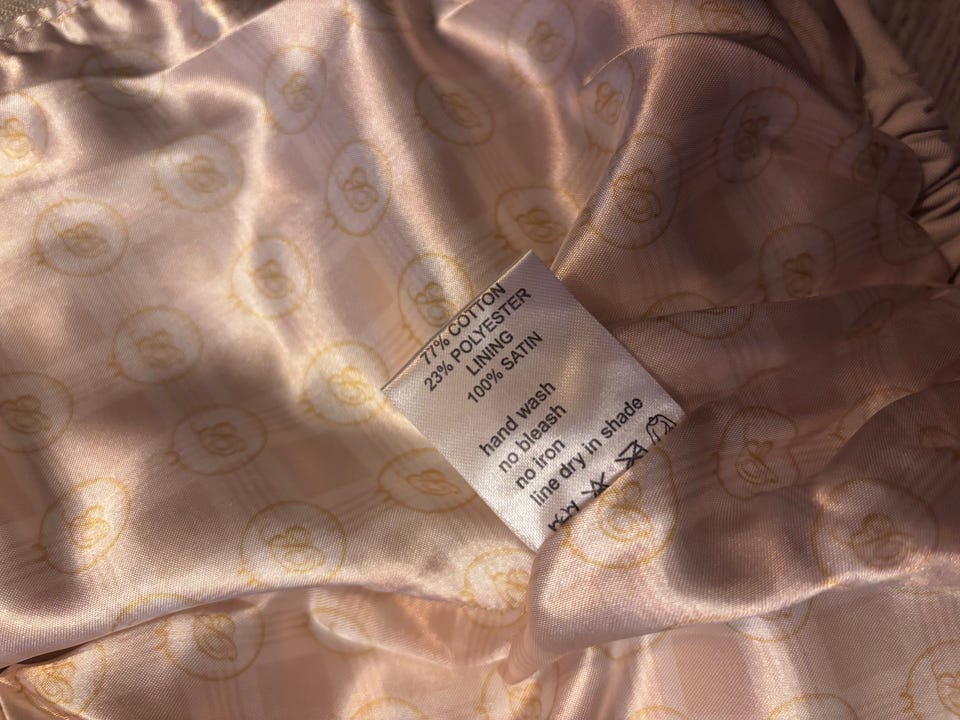 77% COTTON
23% POLYESTER
LINING
100% SATIN
hand wash
no bleash
no iron
line dry in shade